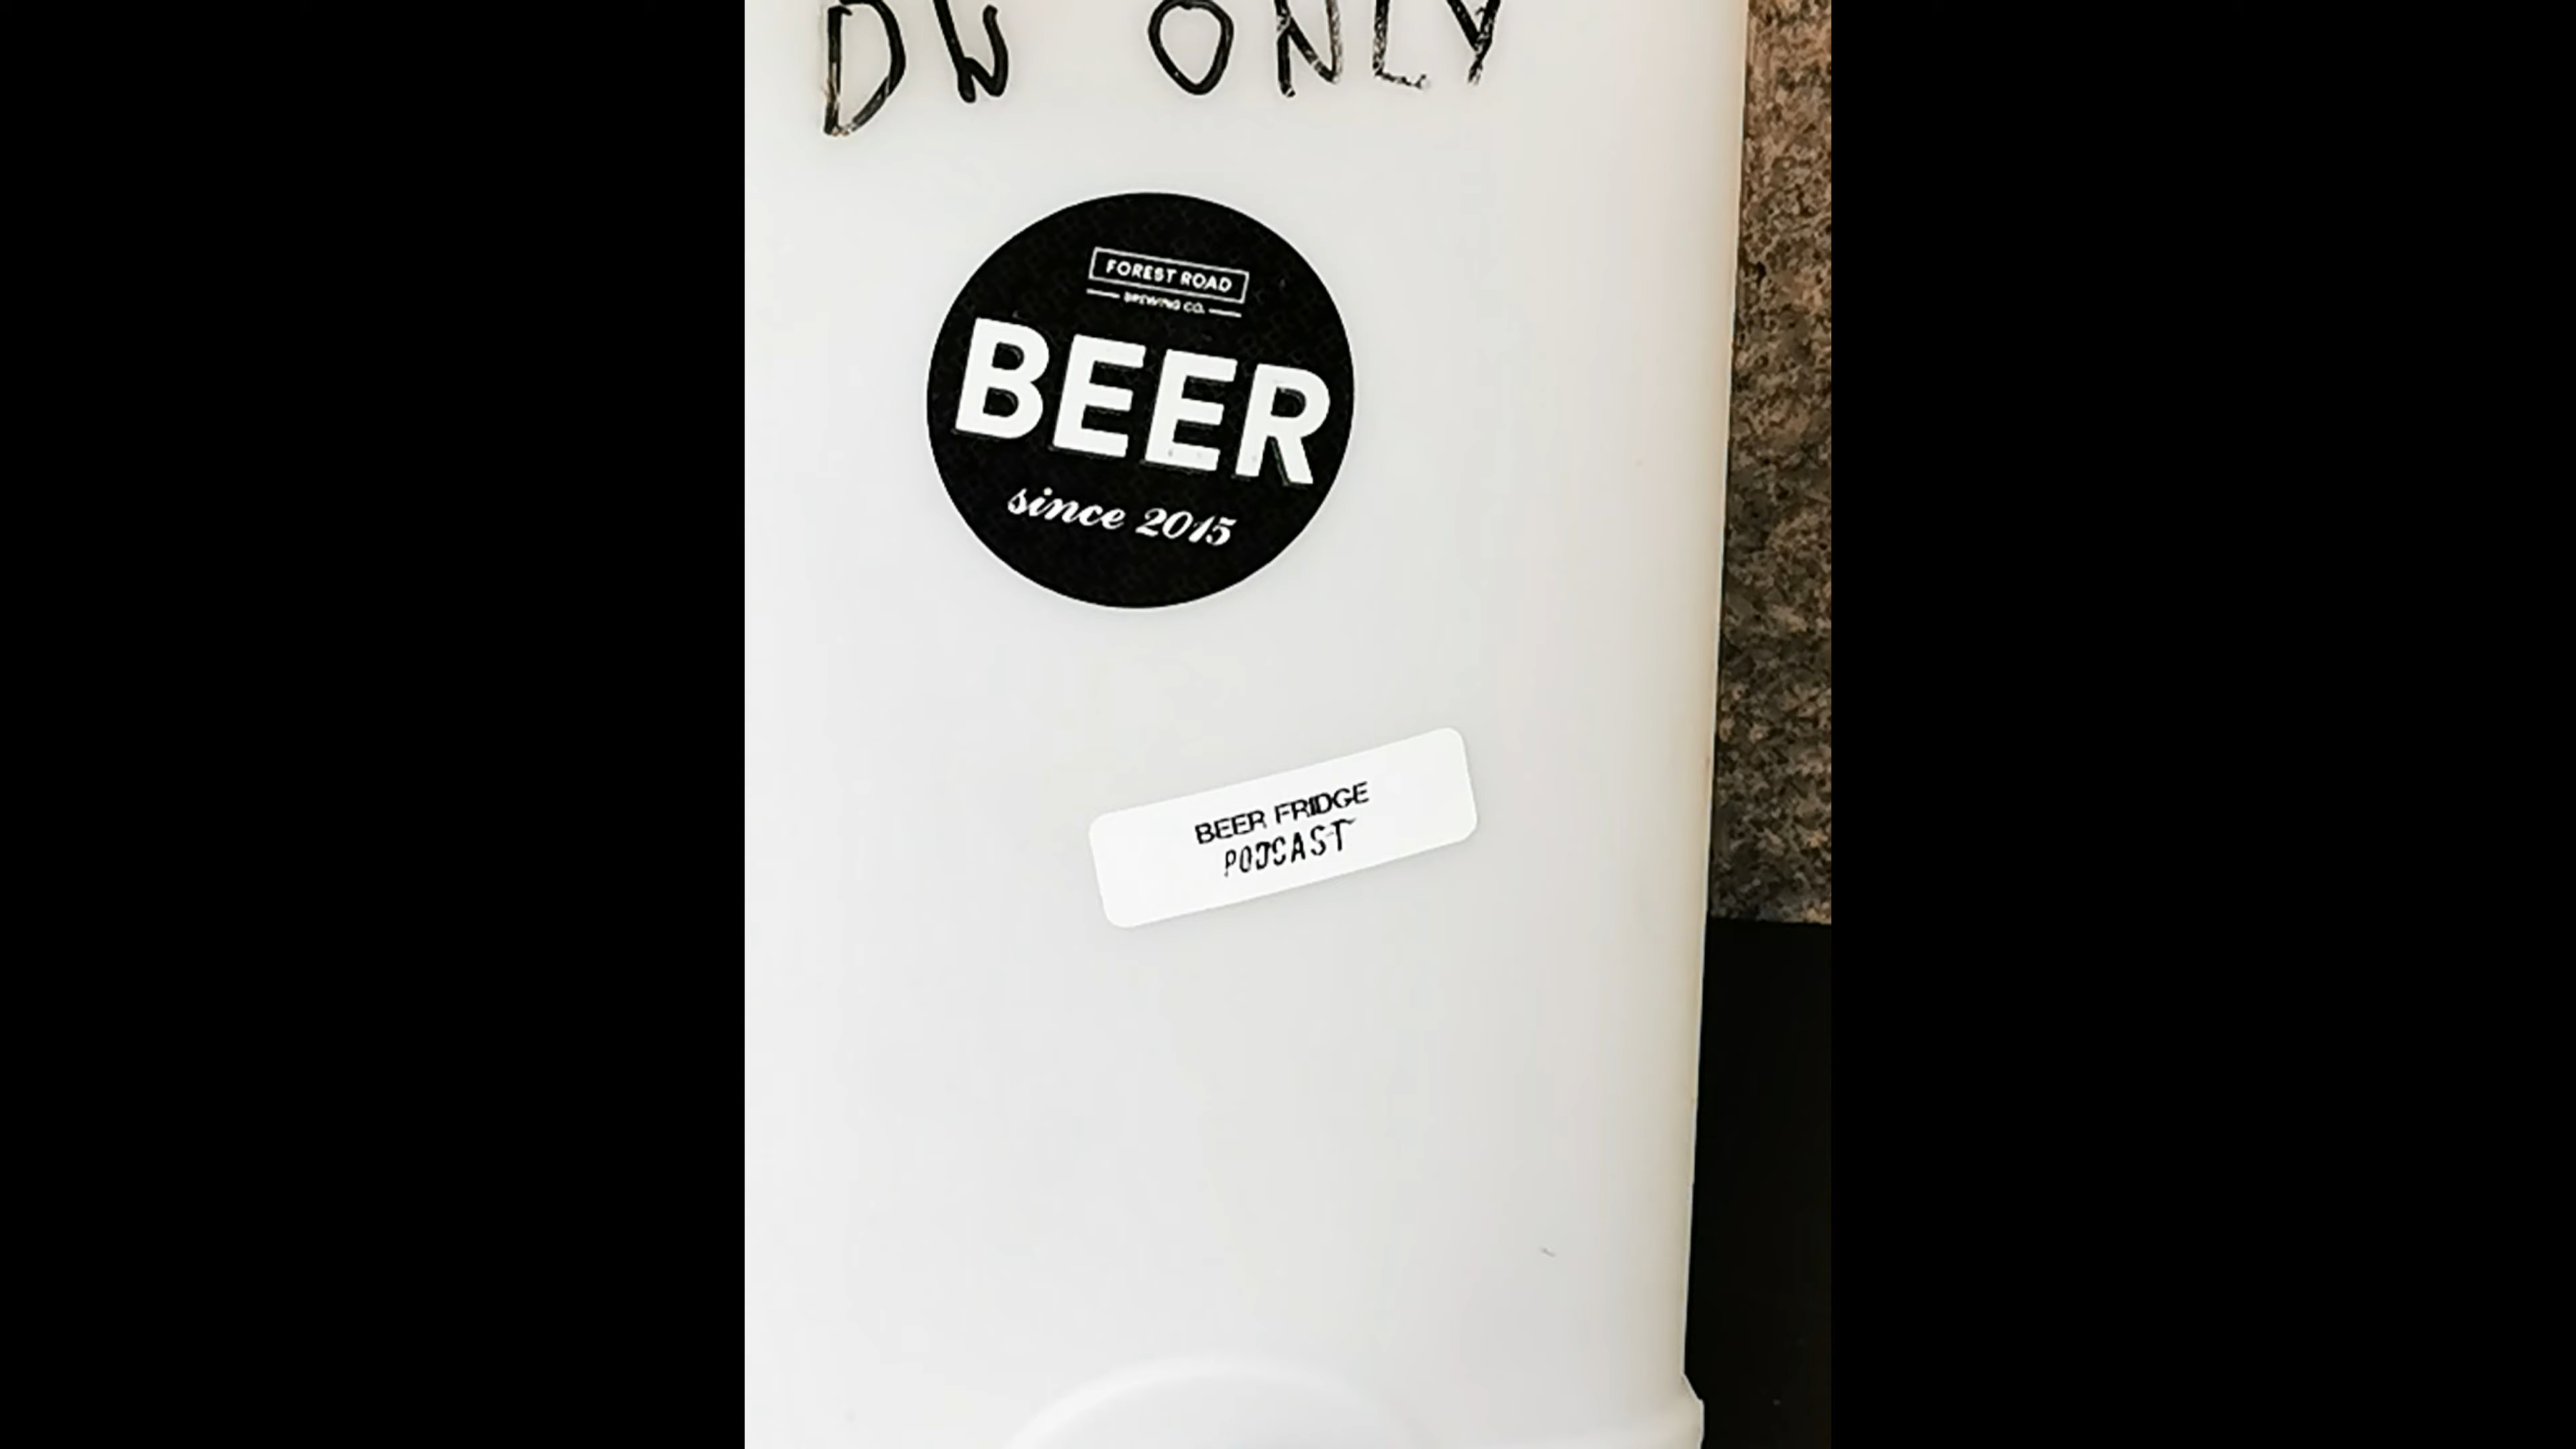 DW ONLY
FOREST ROAD
BREWING CO.
BEER
since 2015
BEER FRIDGE
PODCAST